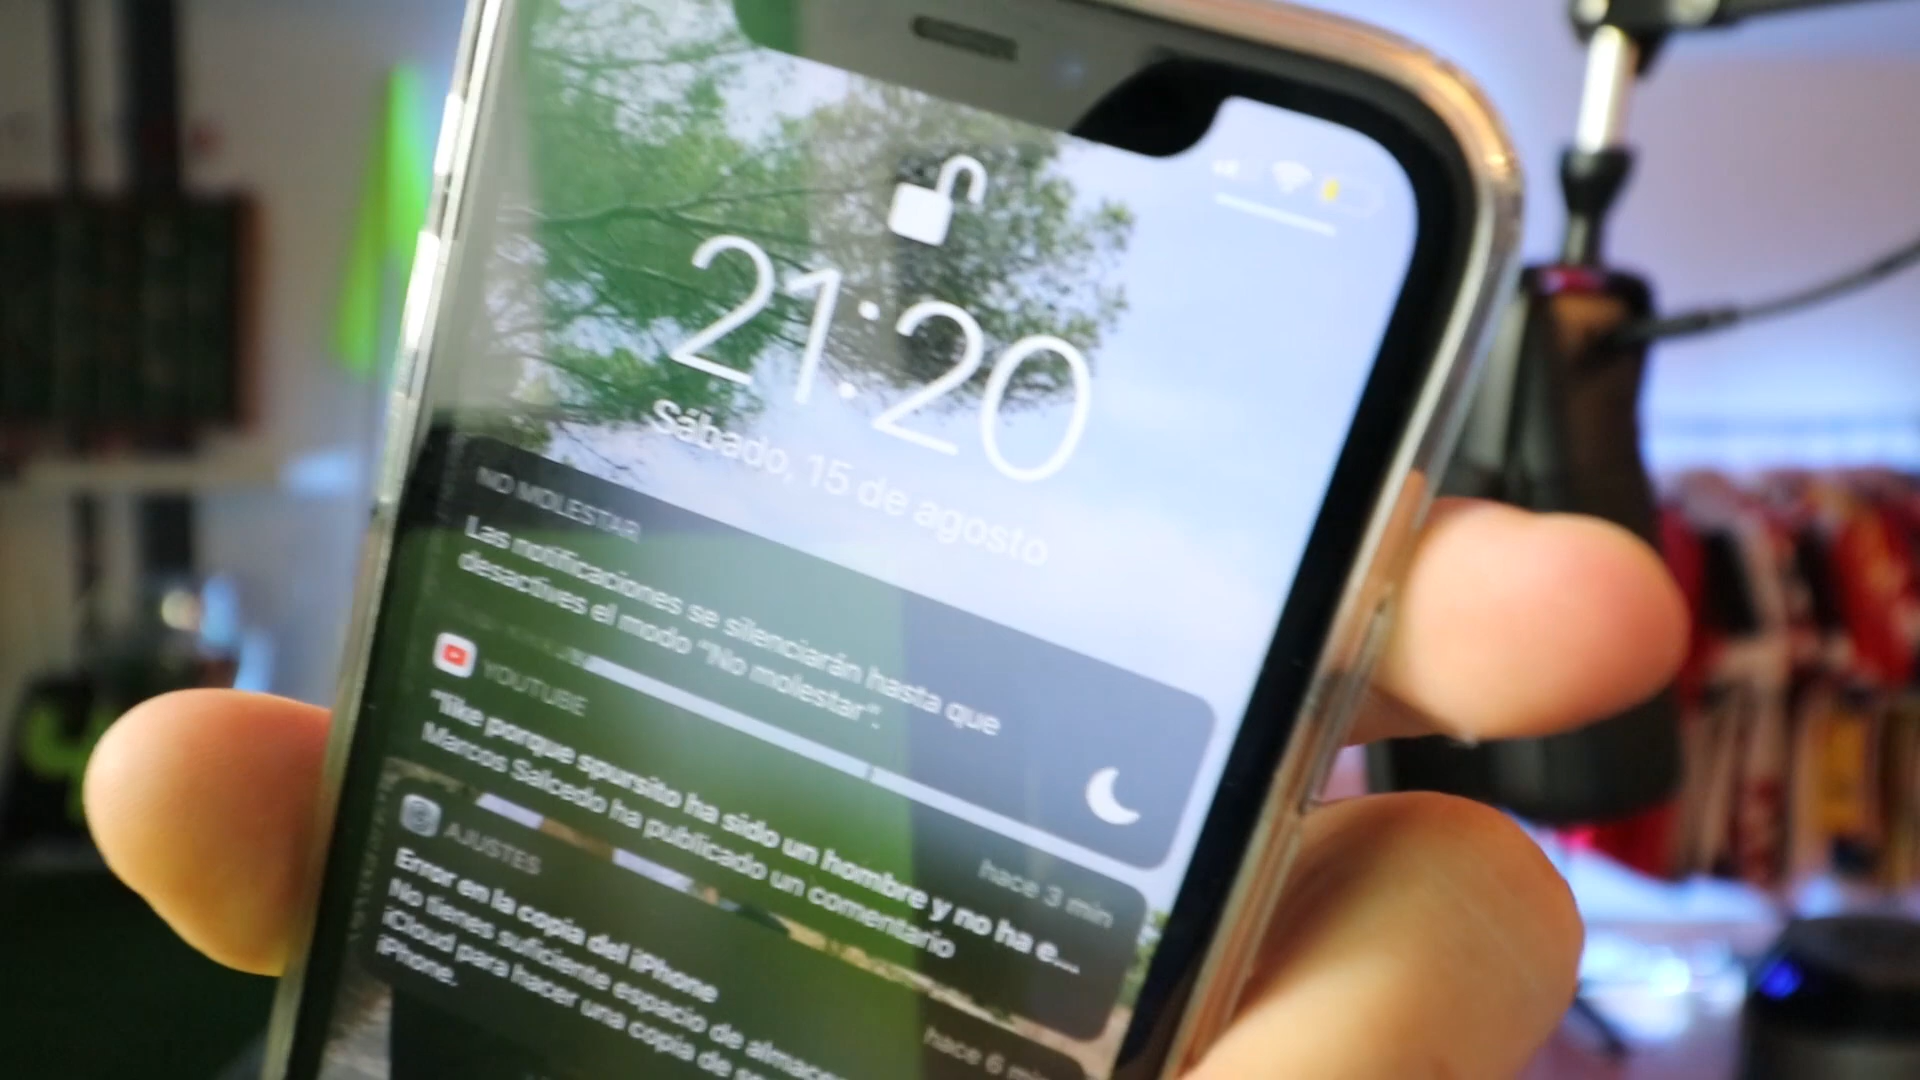 21:20
Sábado, 15 de agosto
NO MOLESTAR
Las notificaciones se silenciarán hasta que
desactives el modo "No molestar".
YOUTUBE
hace 3 min
"like porque spursito ha sido un hombre y no ha e...
Marcos Salcedo ha publicado un comentario
AJUSTES
hace 6
Error en la copia del iPhone
No tienes suficiente espacio de
iCloud para hacer una copia de
iPhone.